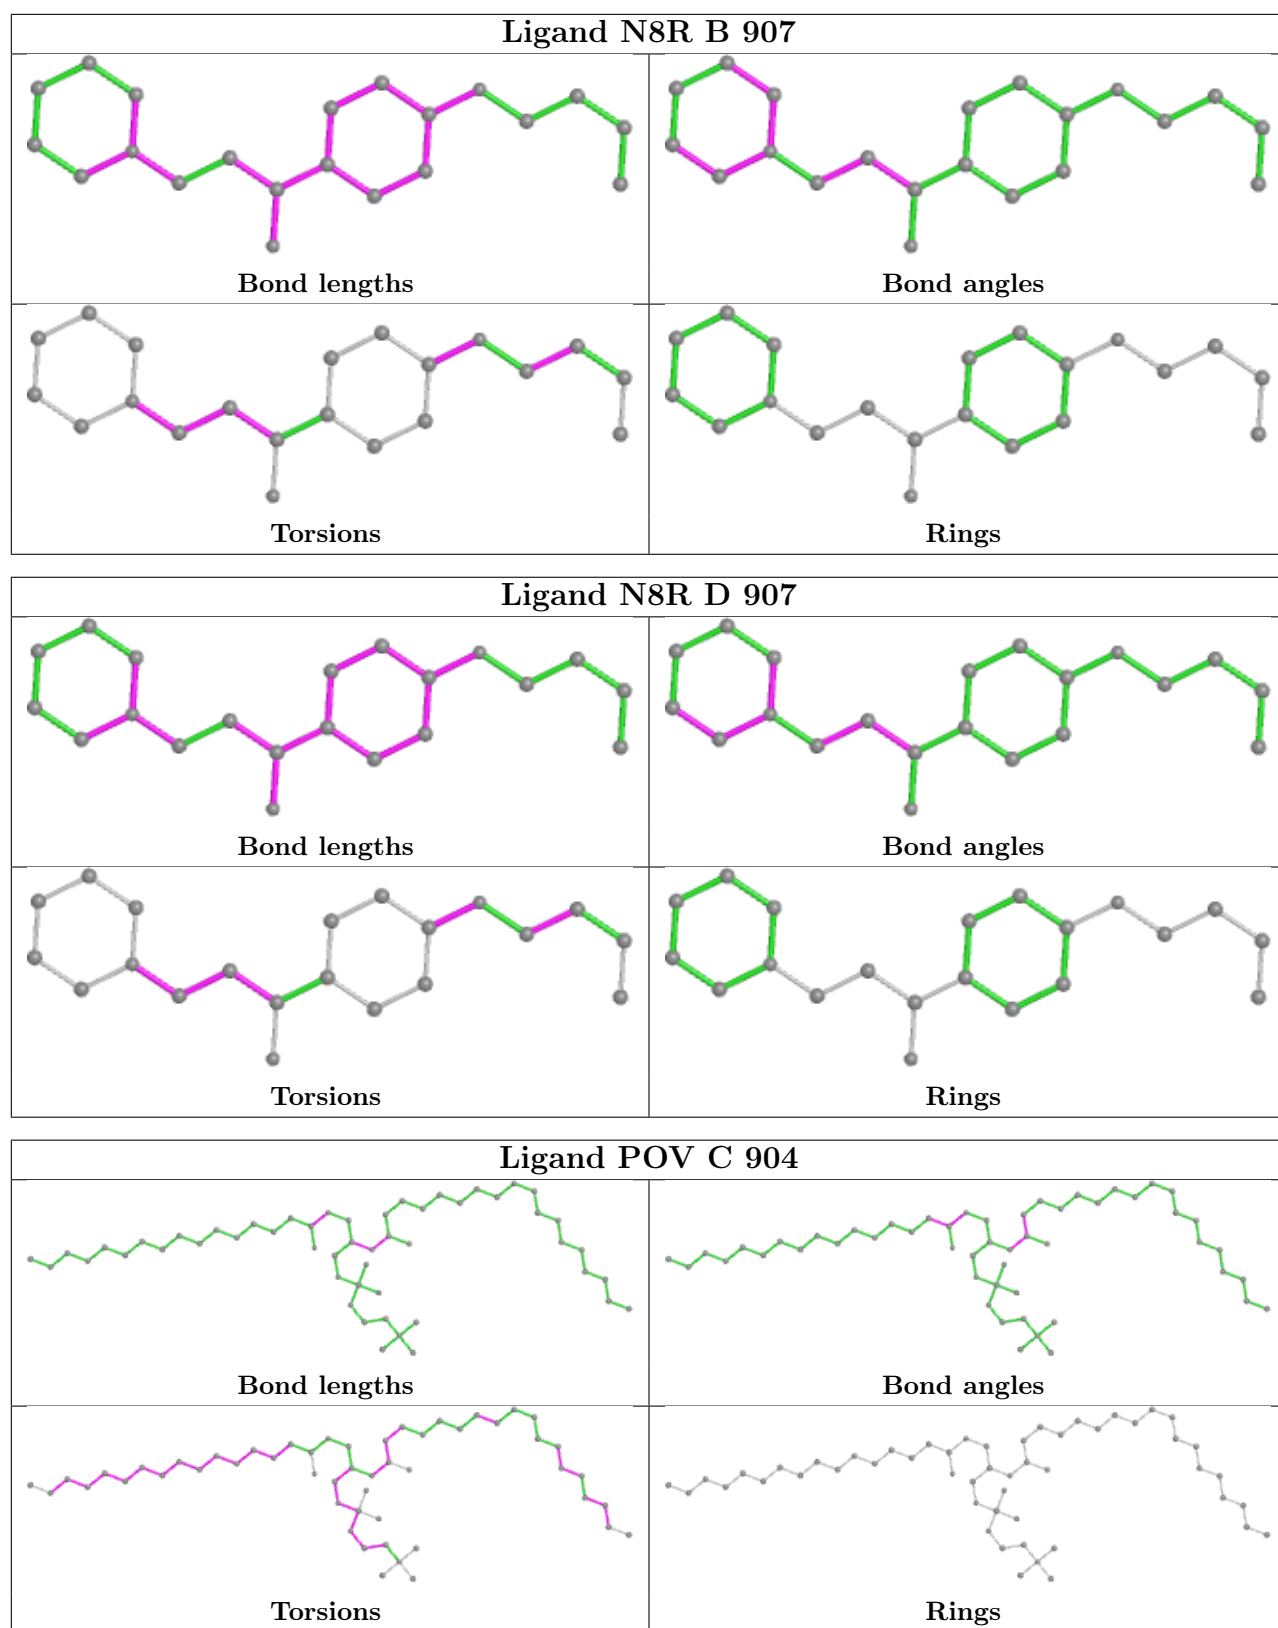 Ligand N8R B 907
Bond lengths
Bond angles
Torsions
Rings
Ligand N8R D 907
Bond lengths
Bond angles
Torsions
Rings
Ligand POV C 904
Bond lengths
Bond angles
Torsions
Rings